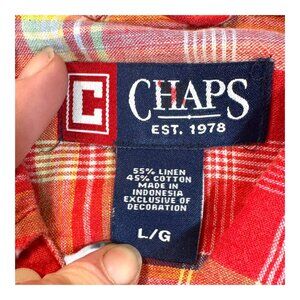 C CHAPS
EST. 1978
55% LINEN
45% COTTON
MADE IN
INDONESIA
EXCLUSIVE OF
DECORATION
L/G